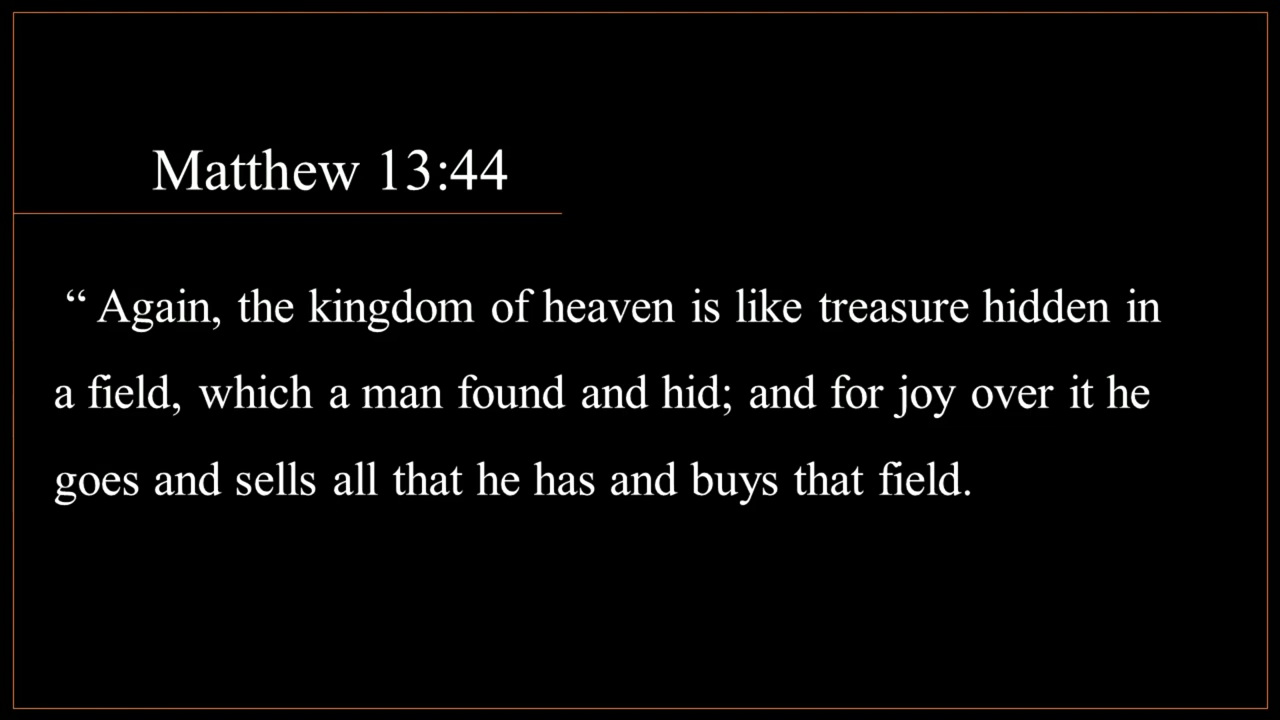 Matthew 13:44
“ Again, the kingdom of heaven is like treasure hidden in
a field, which a man found and hid; and for joy over it he
goes and sells all that he has and buys that field.